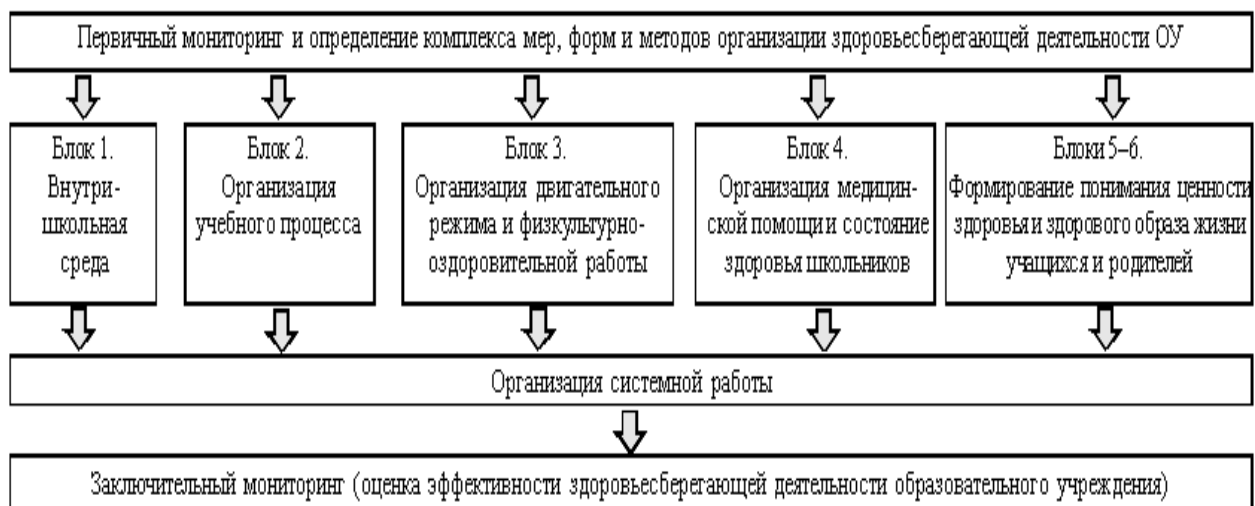 Первичный мониторинг и определение комплекса мер, форм и методов организации здоровьесберегающей деятельности ОУ
Блок 1.
Внутри-
школьная
среда
Блок 2.
Организация
учебного процесса
Блок 3.
Организация двигательного
режима и физкультурно-
оздоровительной работы
Блок 4.
Организация медицин-
ской помощи и состояние
здоровья школьников
Блоки 5–6.
Формирование понимания ценности
здоровья и здорового образа жизни
учащихся и родителей
Организация системной работы
Заключительный мониторинг (оценка эффективности здоровьесберегающей деятельности образовательного учреждения)